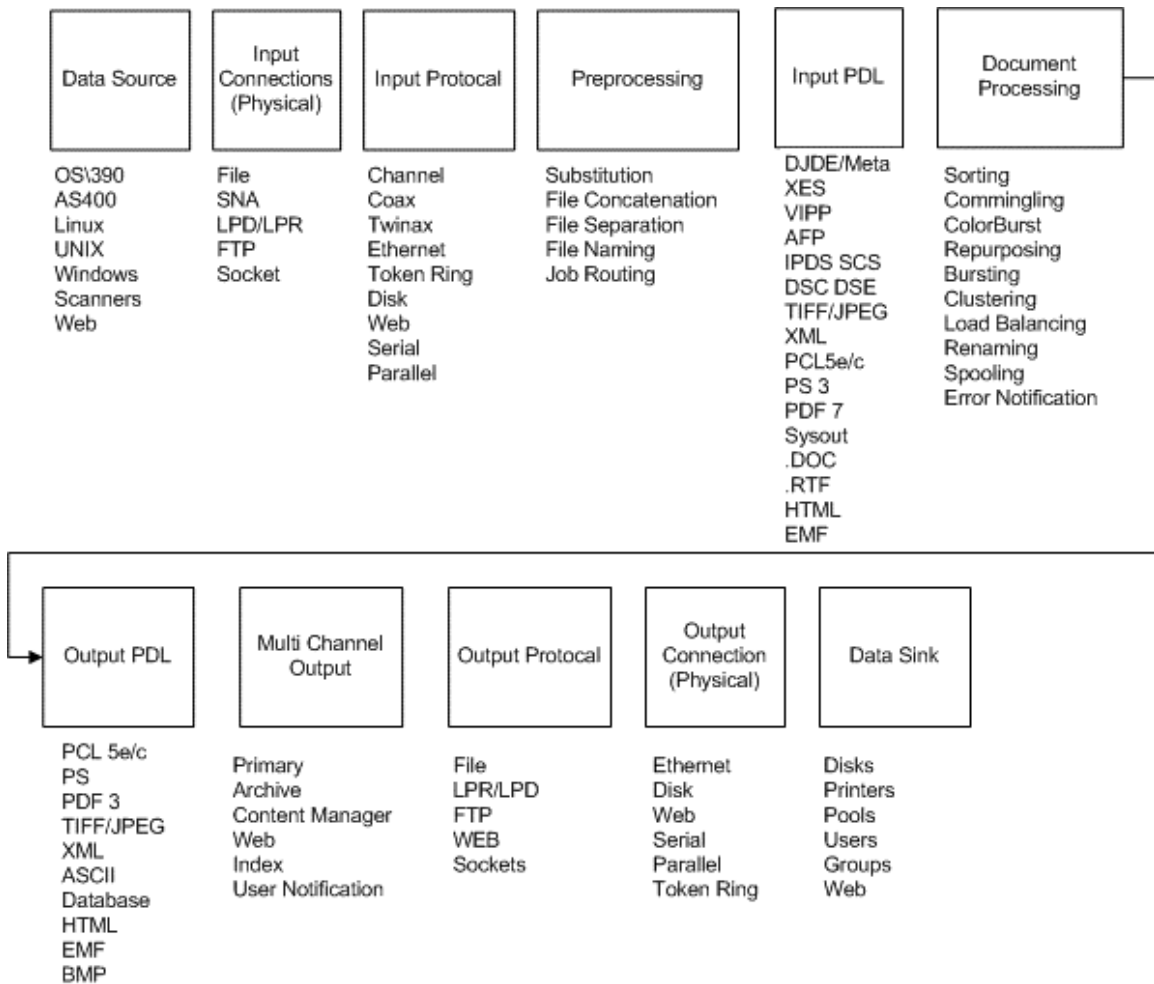 Data Source
OS\390
AS400
Linux
UNIX
Windows
Scanners
Web
Input
Connections
(Physical)
File
SNA
LPD/LPR
FTP
Socket
Input Protocal
Channel
Coax
Twinax
Ethernet
Token Ring
Disk
Web
Serial
Parallel
Preprocessing
Substitution
File Concatenation
File Separation
File Naming
Job Routing
Input PDL
DJDE/Meta
XES
VIPP
AFP
IPDS SCS
DSC DSE
TIFF/JPEG
XML
PCL5e/c
PS 3
PDF 7
Sysout
.DOC
.RTF
HTML
EMF
Document
Processing
Sorting
Commingling
ColorBurst
Repurposing
Bursting
Clustering
Load Balancing
Renaming
Spooling
Error Notification
Output PDL
PCL 5e/c
PS
PDF 3
TIFF/JPEG
XML
ASCII
Database
HTML
EMF
BMP
Multi Channel
Output
Primary
Archive
Content Manager
Web
Index
User Notification
Output Protocal
File
LPR/LPD
FTP
WEB
Sockets
Output
Connection
(Physical)
Ethernet
Disk
Web
Serial
Parallel
Token Ring
Data Sink
Disks
Printers
Pools
Users
Groups
Web